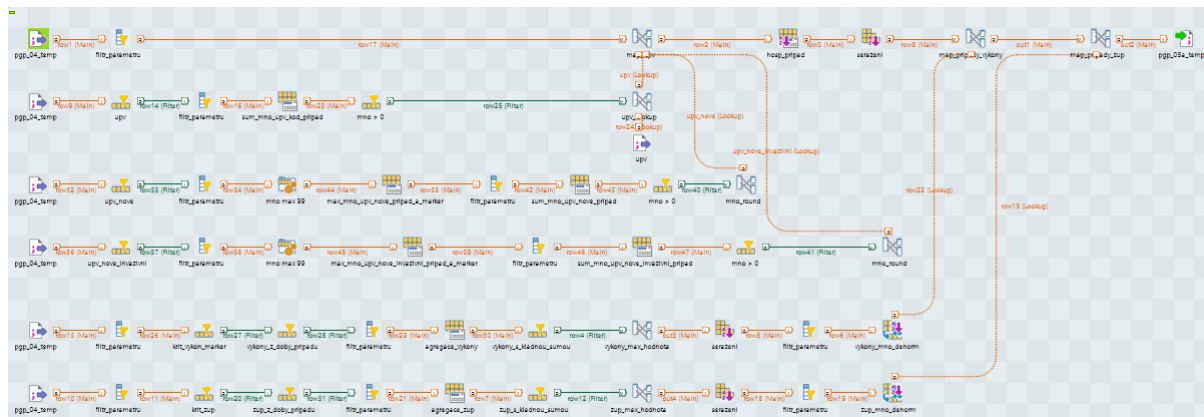 row1 (Main) row17 (Main) row2 (Main) row3 (Main) row8 (Main) out1 (Main) out2 (Main)
pgp_04_temp filtr_parametru hosp_pripad serazeni map_pripady_vykony map_pripady_zup pgp_05a_temp
upv (Lookup)
row9 (Main) row14 (Filter) row16 (Main) row23 (Main) row25 (Filter)
pgp_04_temp upv filtr_parametru sum_mno_upv_kod_pripad mno > 0 upv_lookup upv_nove (Lookup)
row24 (Lookup)
upv
upv_nove_invazivni (Lookup)
row32 (Main) row33 (Filter) row34 (Main) row44 (Main) row38 (Main) row42 (Main) row43 (Main) row40 (Filter) row22 (Lookup)
pgp_04_temp upv_nove filtr_parametru mno max 99 max_mno_upv_nove_pripad_a_marker filtr_parametru sum_mno_upv_nove_pripad mno > 0 mno_round
row15 (Lookup)
row36 (Main) row37 (Filter) row35 (Main) row45 (Main) row39 (Main) row46 (Main) row47 (Main) row41 (Filter)
pgp_04_temp upv_nove_invazivni filtr_parametru mno max 99 max_mno_upv_nove_invazivni_pripad_a_marker filtr_parametru sum_mno_upv_nove_invazivni_pripad mno > 0 mno_round
row13 (Main) row26 (Main) row27 (Filter) row28 (Filter) row29 (Main) row30 (Main) row4 (Filter) out3 (Main) row5 (Main) row6 (Main)
pgp_04_temp filtr_parametru krit_vykon_marker vykony_z_doby_pripadu filtr_parametru agregace_vykony vykony_s_kladnou_sumou vykony_max_hodnota serazeni filtr_parametru vykony_mno_denorm
row10 (Main) row11 (Main) row20 (Filter) row31 (Filter) row21 (Main) row7 (Main) row12 (Filter) out4 (Main) row18 (Main) row19 (Main)
pgp_04_temp filtr_parametru krit_zup zup_z_doby_pripadu filtr_parametru agregace_zup zup_s_kladnou_sumou zup_max_hodnota serazeni filtr_parametru zup_mno_denorm